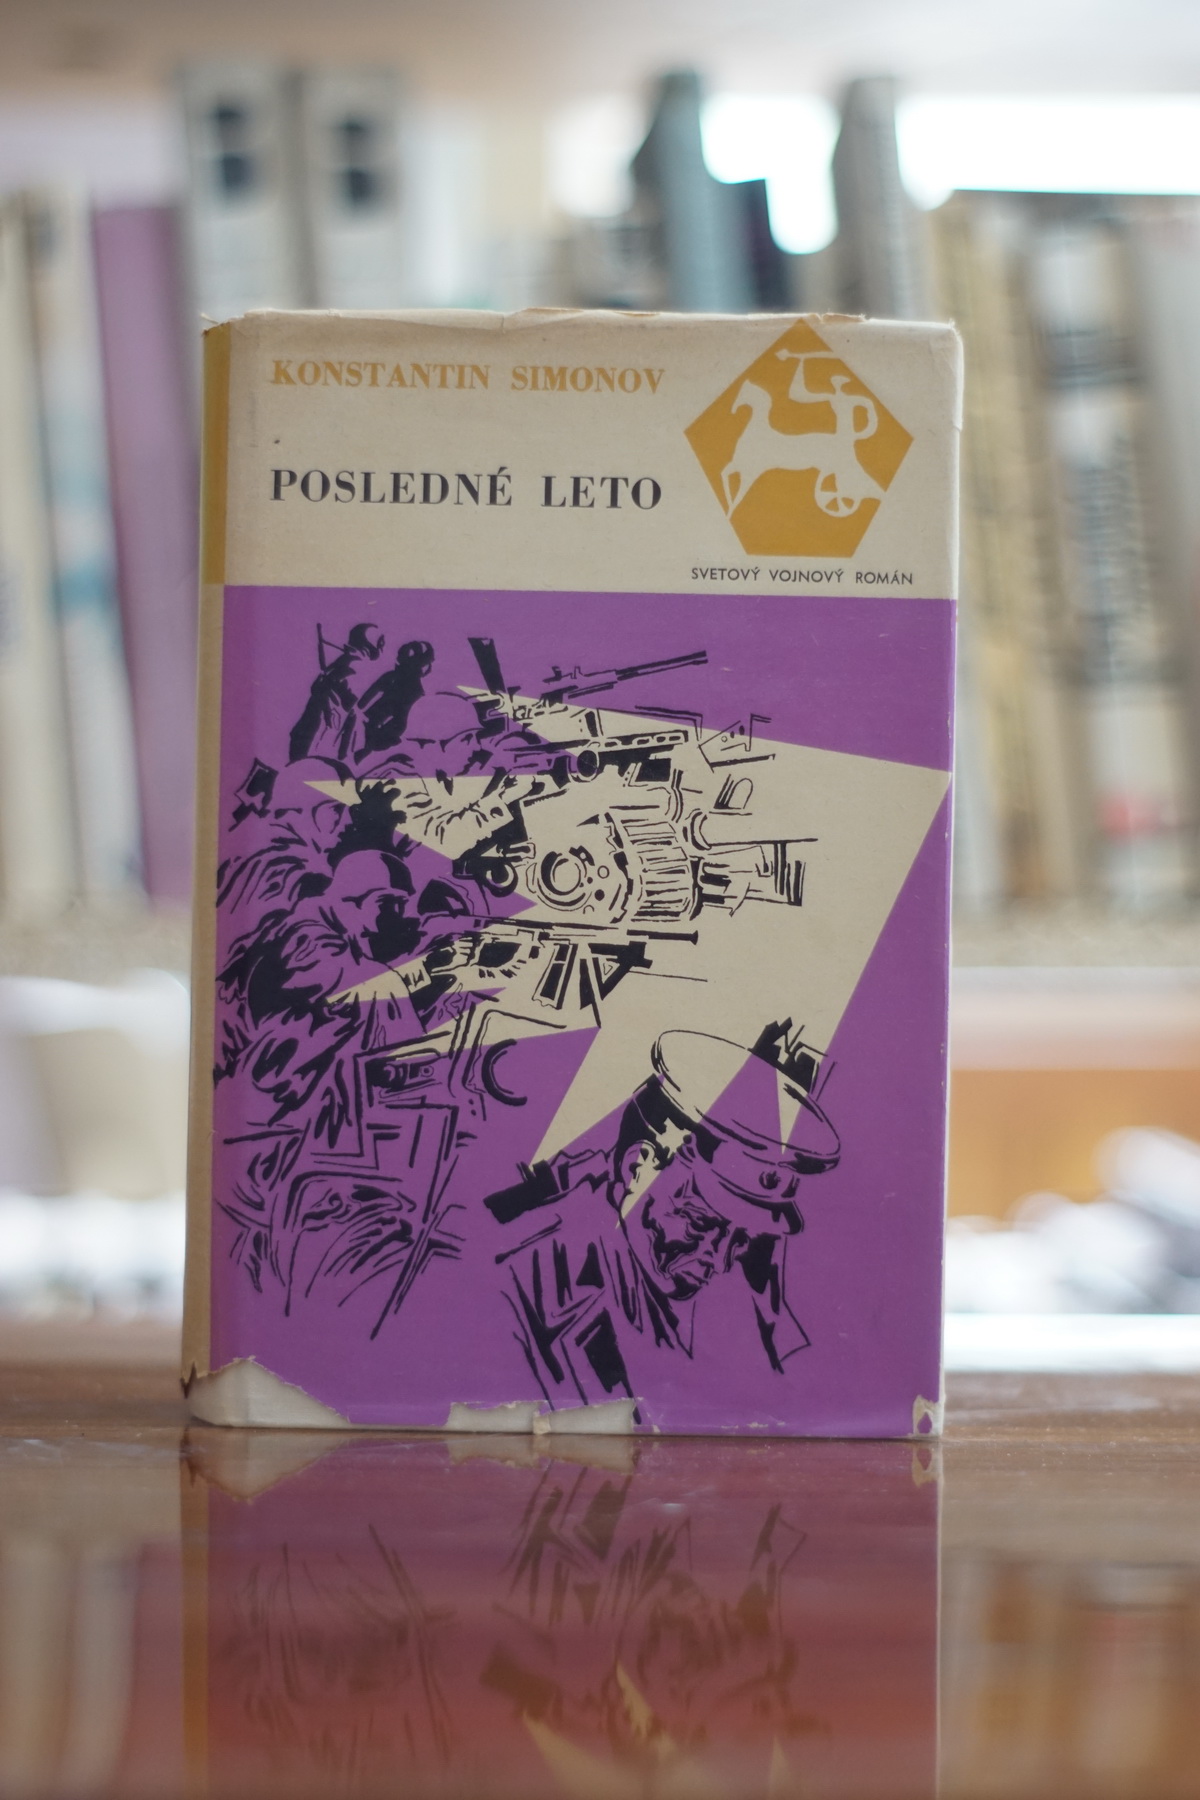 KONSTANTIN SIMONOV
POSLEDNÉ LETO
SVETOVÝ VOJNOVÝ ROMÁN